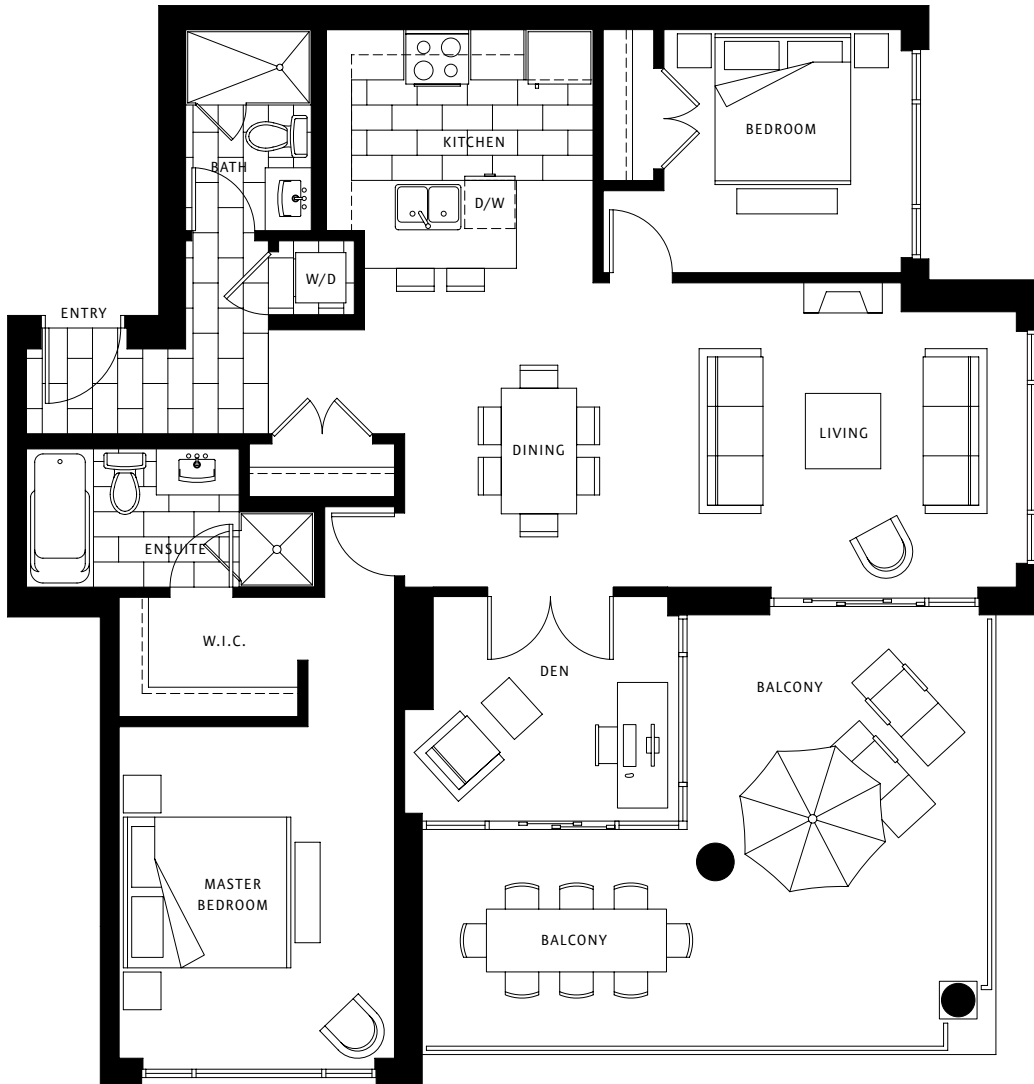 BEDROOM
KITCHEN
BATH
D/W
W/D
ENTRY
LIVING
DINING
ENSUITE
W.I.C.
DEN
BALCONY
MASTER
BEDROOM
BALCONY